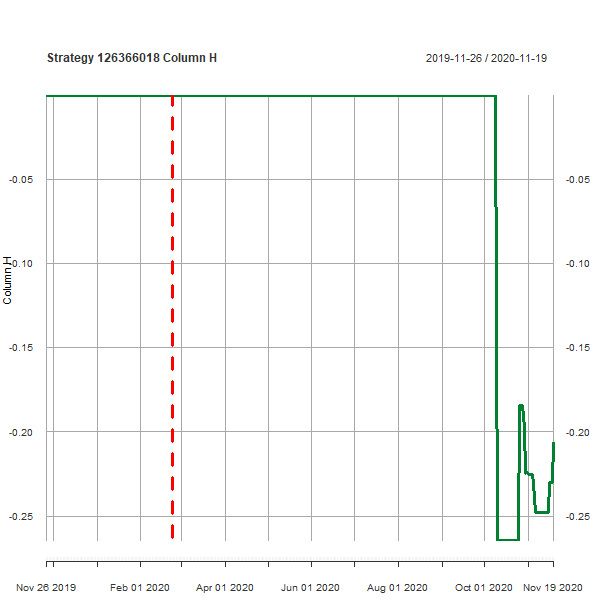 Strategy 126366018 Column H
2019-11-26 / 2020-11-19
-0.05
-0.10
-0.15
-0.20
-0.25
Column H
-0.05
-0.10
-0.15
-0.20
-0.25
Nov 26 2019
Feb 01 2020
Apr 01 2020
Jun 01 2020
Aug 01 2020
Oct 01 2020
Nov 19 2020